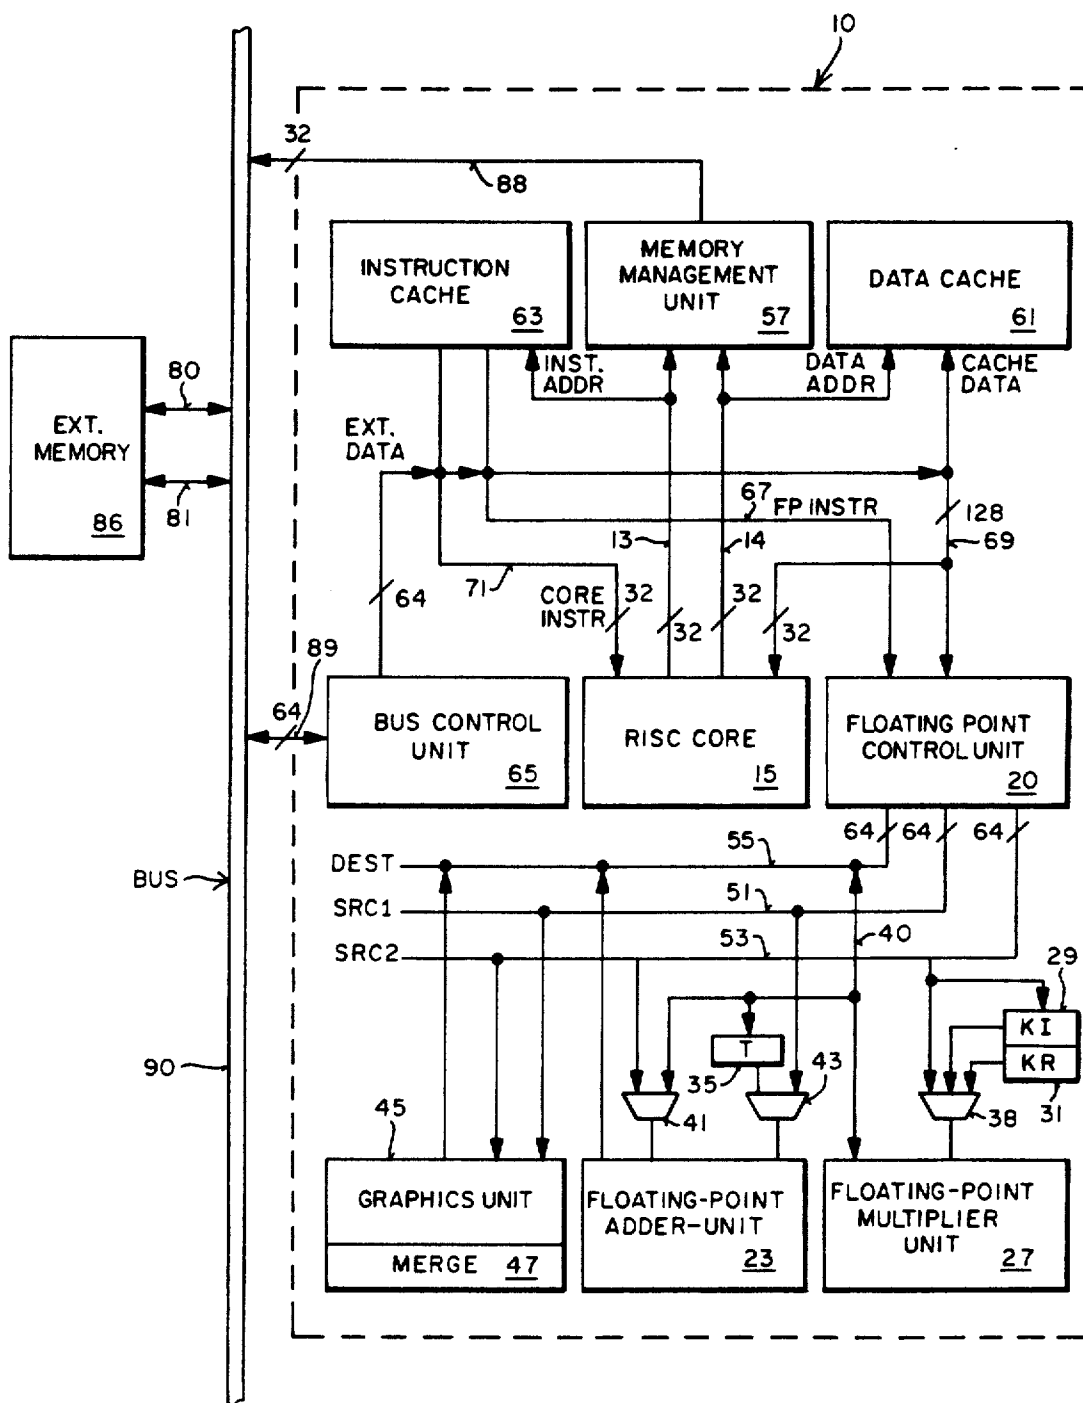 10
32
88
INSTRUCTION
CACHE
63
MEMORY
MANAGEMENT
UNIT
57
DATA CACHE
61
INST.
ADDR
DATA
ADDR
CACHE
DATA
80
EXT.
MEMORY
86
81
EXT.
DATA
67
FP INSTR
128
13
14
69
71
64
CORE
INSTR
32
32
32
32
89
64
BUS CONTROL
UNIT
65
RISC CORE
15
FLOATING POINT
CONTROL UNIT
20
64
64
64
DEST
55
BUS
SRC1
51
40
SRC2
53
29
KI
KR
T
35
43
31
90
41
38
45
GRAPHICS UNIT
MERGE 47
FLOATING-POINT
ADDER-UNIT
23
FLOATING-POINT
MULTIPLIER
UNIT
27